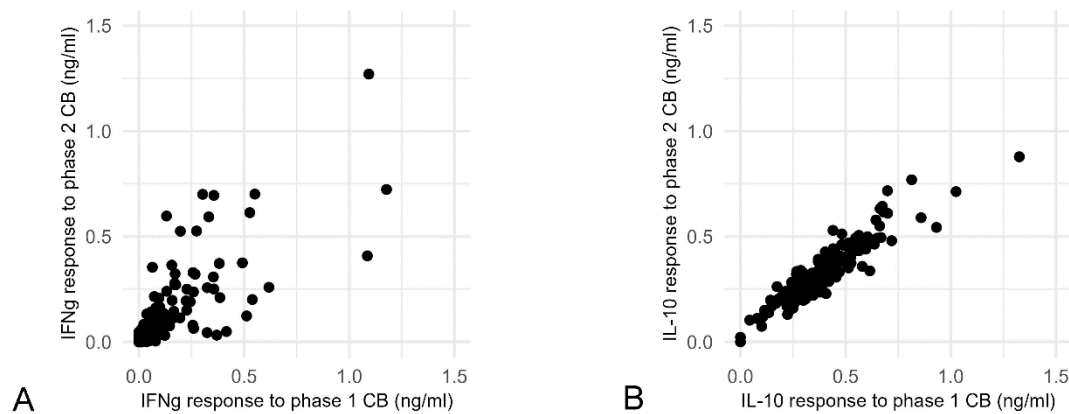 IFNg response to phase 2 CB (ng/ml)
1.5
1.0
0.5
0.0
0.0 0.5 1.0 1.5
IFNg response to phase 1 CB (ng/ml)
A
IL-10 response to phase 2 CB (ng/ml)
1.5
1.0
0.5
0.0
0.0 0.5 1.0 1.5
IL-10 response to phase 1 CB (ng/ml)
B